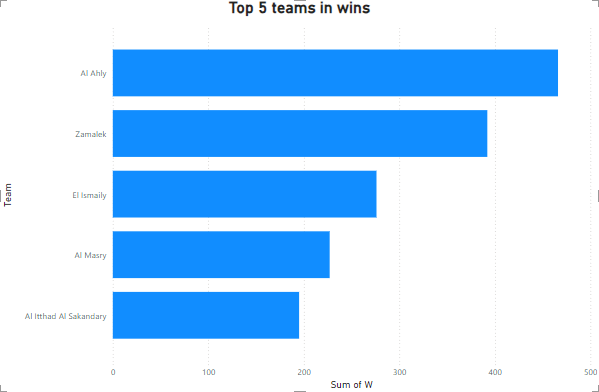 Top 5 teams in wins
Team
Al Ahly
Zamalek
El Ismaily
Al Masry
Al Itthad Al Sakandary
0 100 200 300 400 500
Sum of W